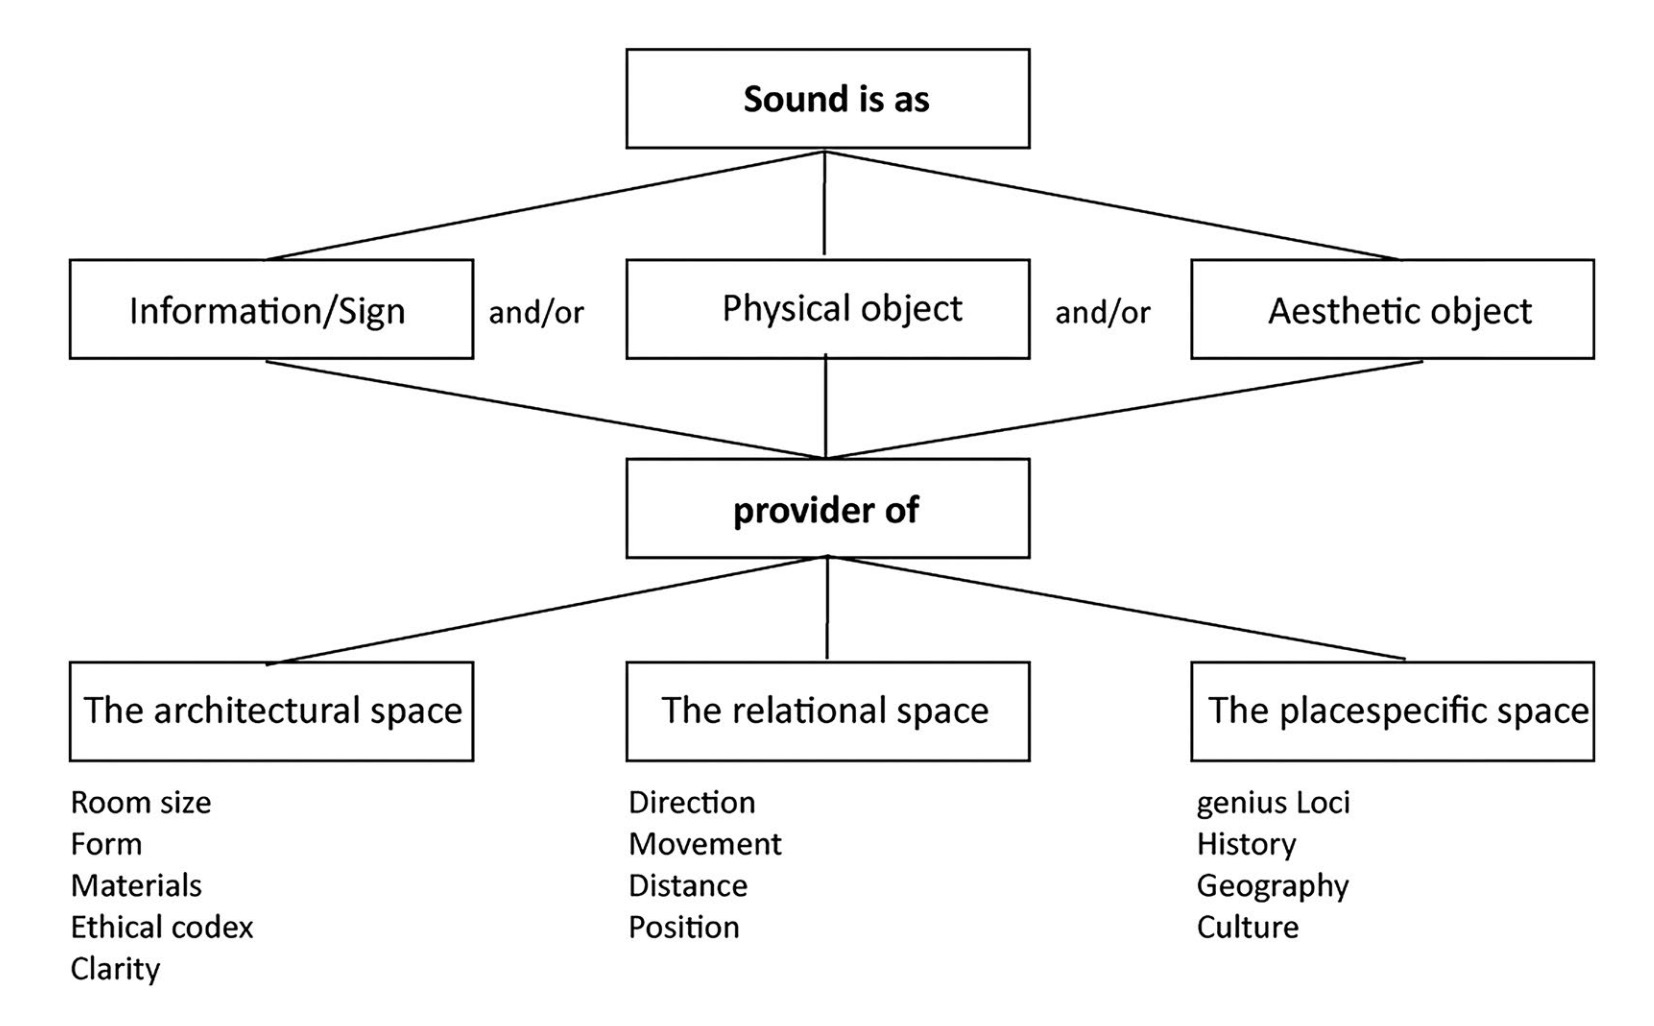 Sound is as
Information/Sign
and/or
Physical object
and/or
Aesthetic object
provider of
The architectural space
The relational space
The placespecific space
Room size
Form
Materials
Ethical codex
Clarity
Direction
Movement
Distance
Position
genius Loci
History
Geography
Culture